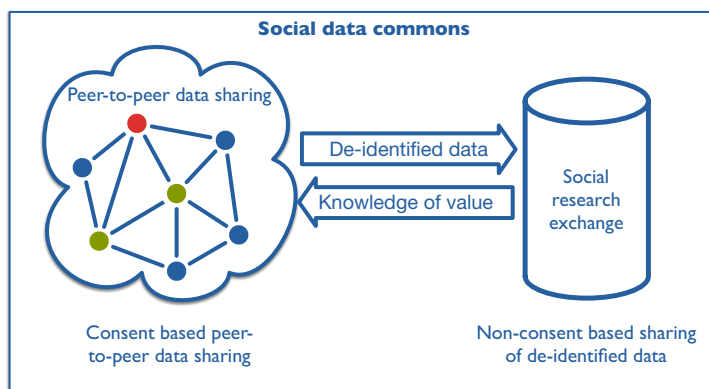 Social data commons
Peer-to-peer data sharing
De-identified data
Knowledge of value
Social
research
exchange
Consent based peer-
to-peer data sharing
Non-consent based sharing
of de-identified data